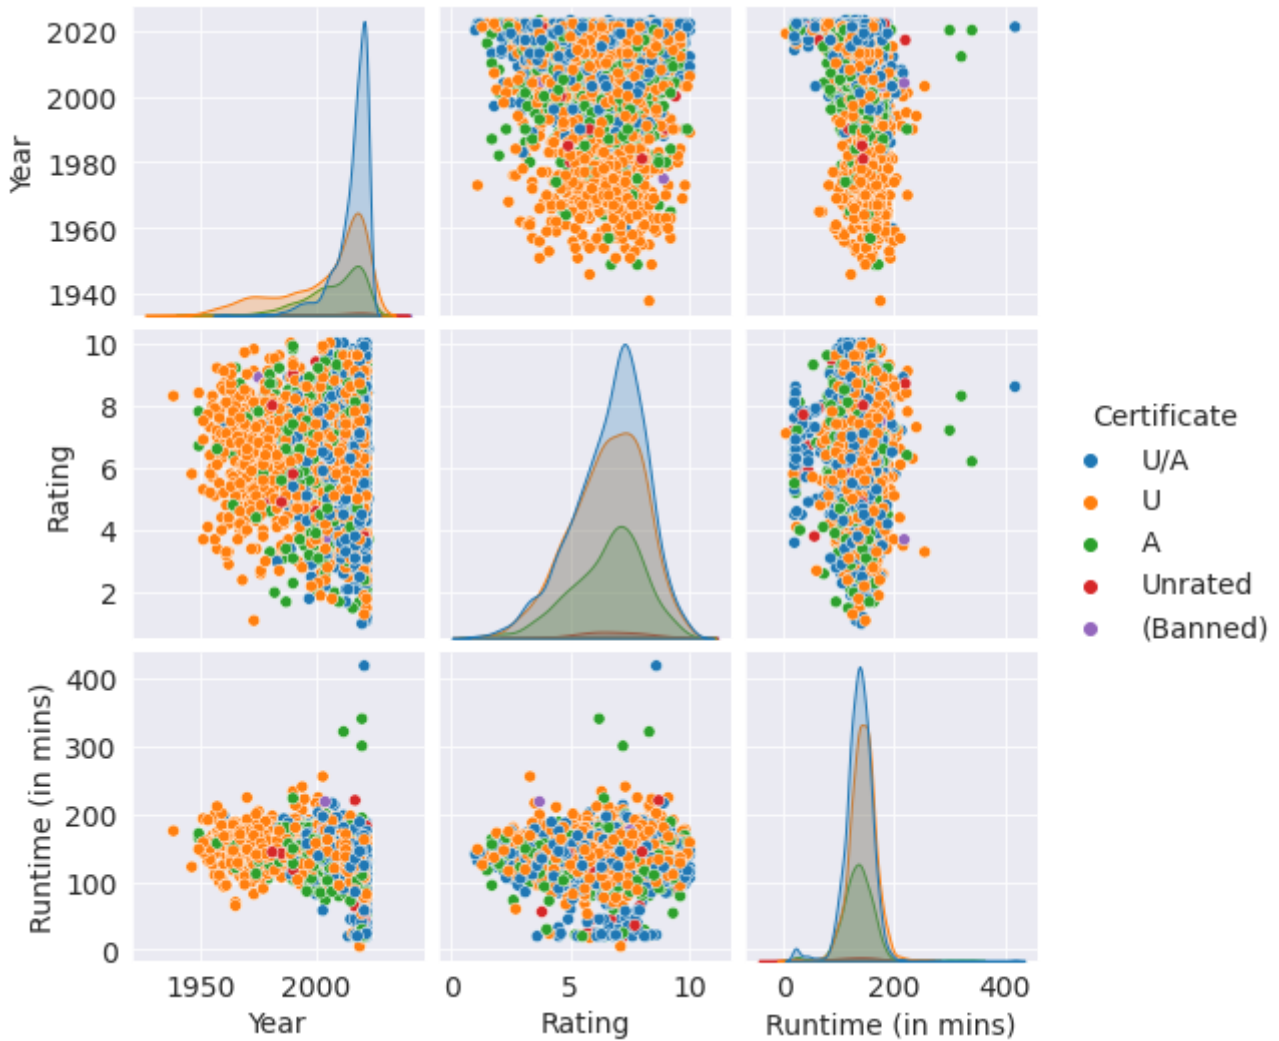 Year
2020
2000
1980
1960
1940
Rating
10
8
6
4
2
Runtime (in mins)
400
300
200
100
0
1950 2000
Year
0 5 10
Rating
0 200 400
Runtime (in mins)
Certificate
U/A
U
A
Unrated
(Banned)